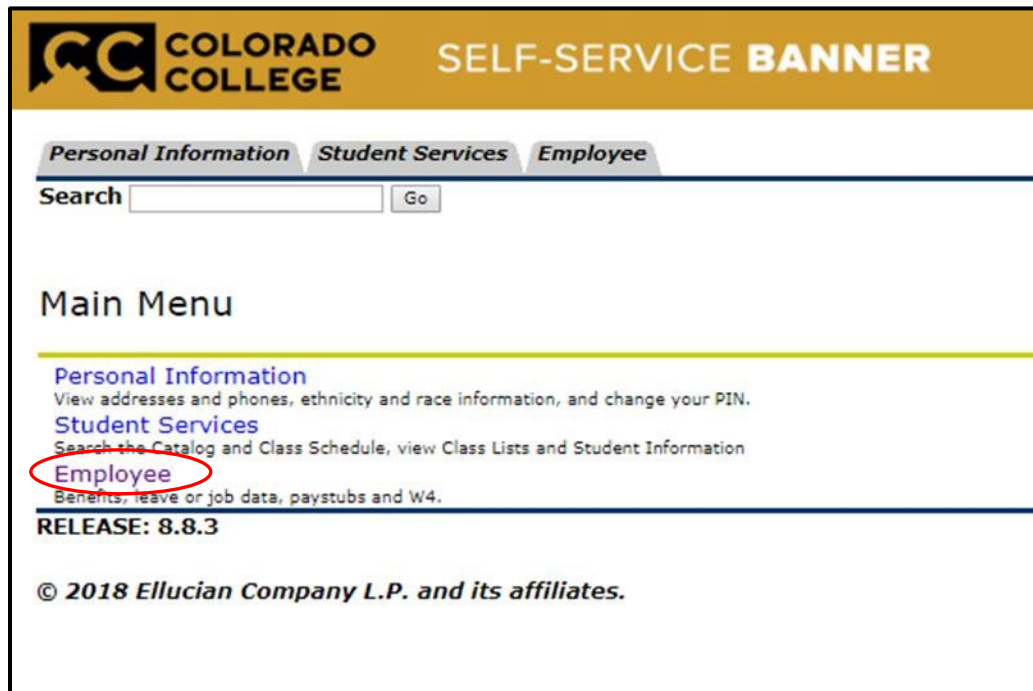 COLORADO
COLLEGE
SELF-SERVICE BANNER
Personal Information Student Services Employee
Search Go
Main Menu
Personal Information
View addresses and phones, ethnicity and race information, and change your PIN.
Student Services
Search the Catalog and Class Schedule, view Class Lists and Student Information
Employee
Benefits, leave or job data, paystubs and W4.
RELEASE: 8.8.3
© 2018 Ellucian Company L.P. and its affiliates.